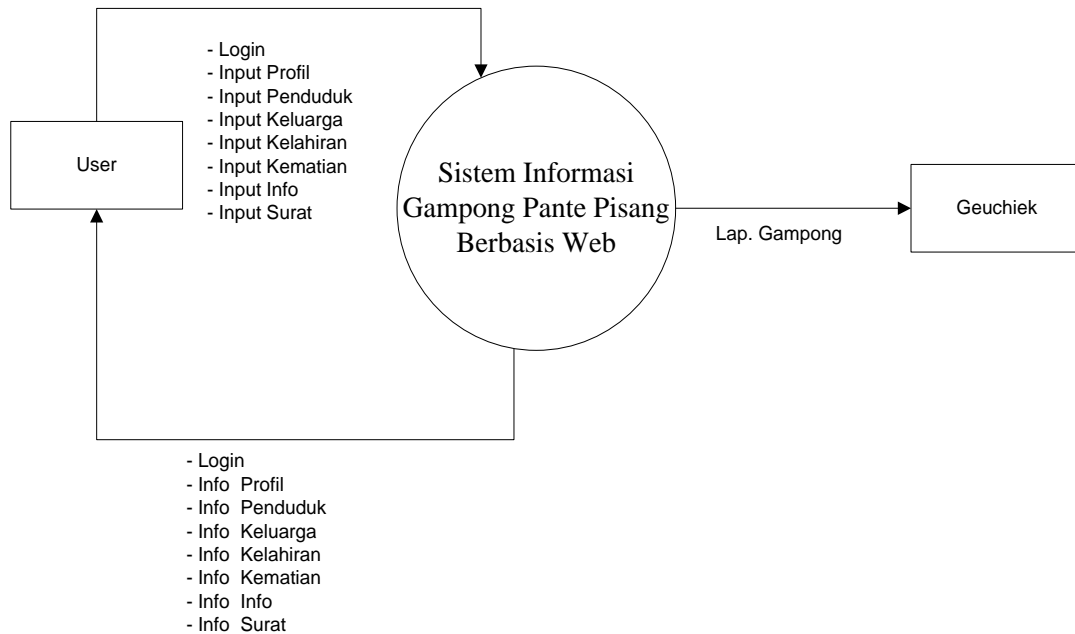 - Login
- Input Profil
- Input Penduduk
- Input Keluarga
- Input Kelahiran
- Input Kematian
- Input Info
- Input Surat
User
Sistem Informasi
Gampong Pante Pisang
Berbasis Web
Lap. Gampong
Geuchiek
- Login
- Info  Profil
- Info  Penduduk
- Info  Keluarga
- Info  Kelahiran
- Info  Kematian
- Info  Info
- Info  Surat